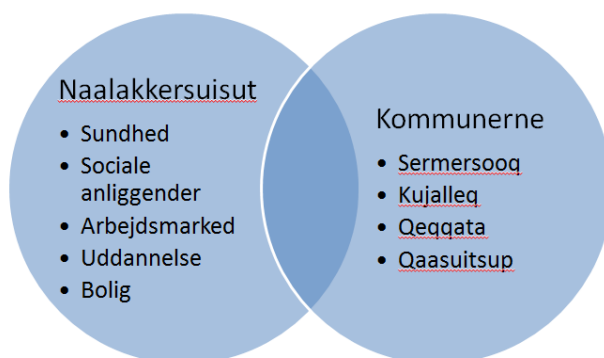 Naalakkersuisut
• Sundhed
• Sociale
anliggender
• Arbejdsmarked
• Uddannelse
• Bolig
Kommunerne
• Sermersooq
• Kujalleq
• Qeqqata
• Qaasuitsup